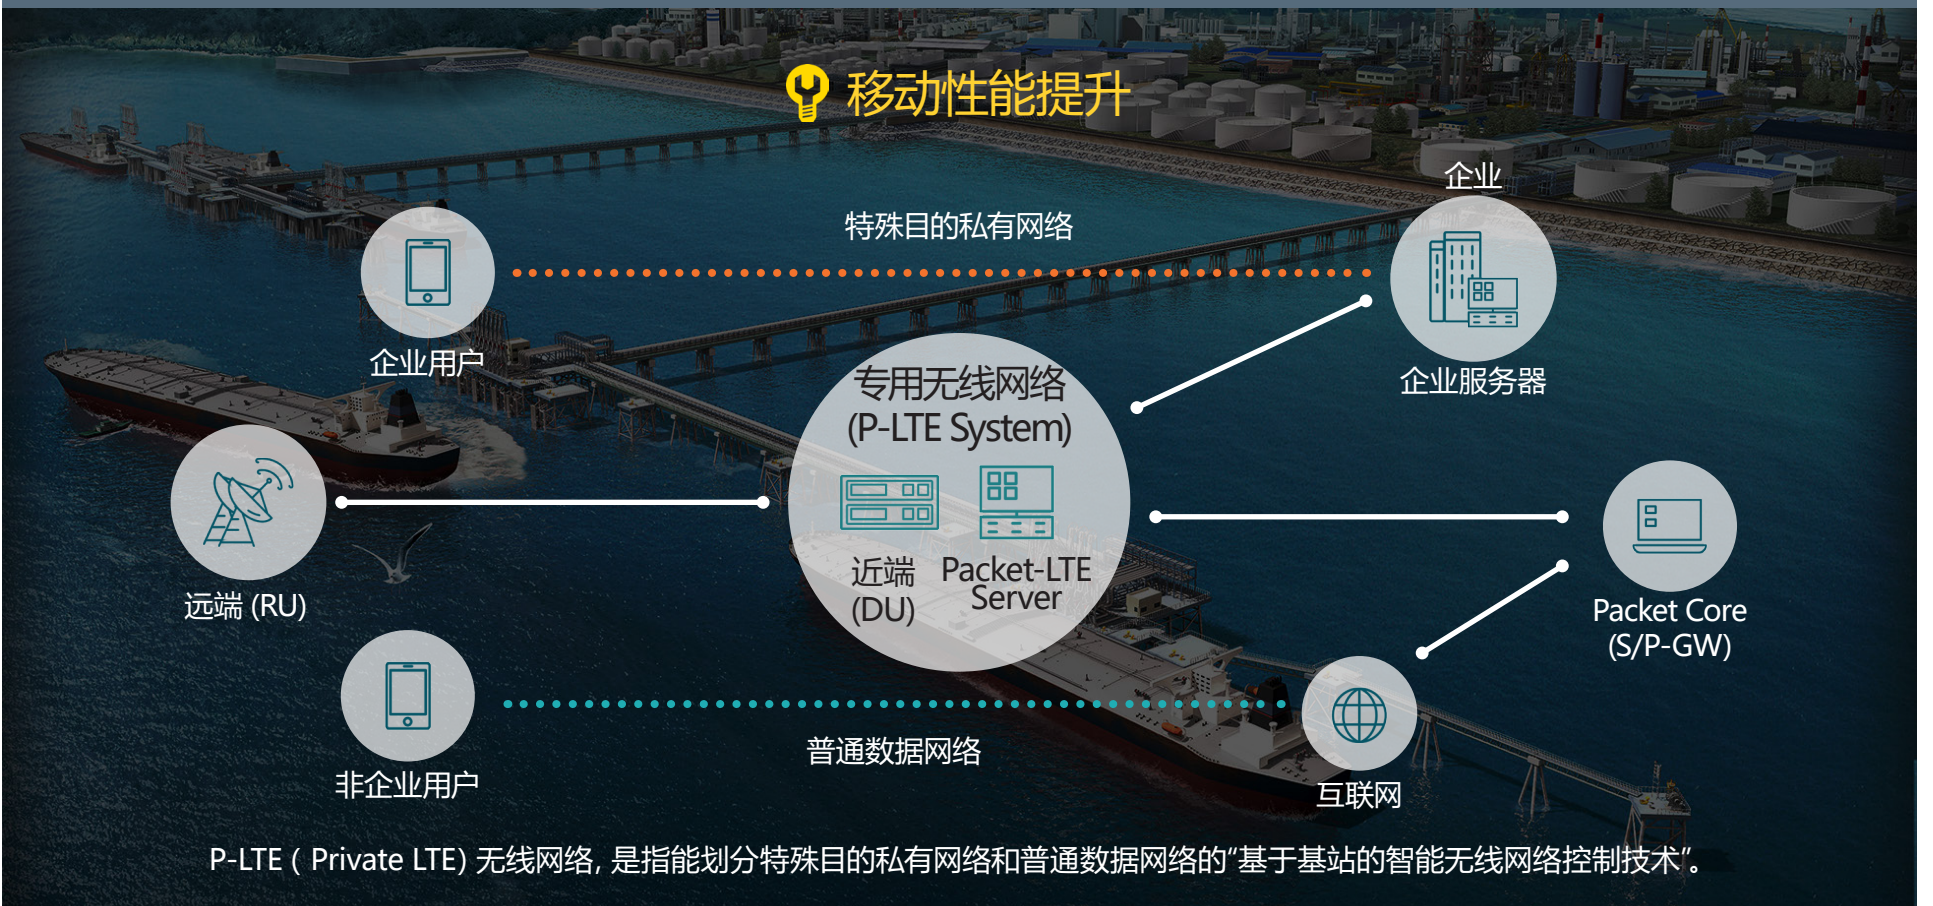 移动性能提升
企业
特殊目的私有网络
企业用户
企业服务器
专用无线网络
(P-LTE System)
近端
(DU)
Packet-LTE
Server
远端 (RU)
Packet Core
(S/P-GW)
普通数据网络
非企业用户
互联网
P-LTE ( Private LTE) 无线网络, 是指能划分特殊目的私有网络和普通数据网络的“基于基站的智能无线网络控制技术”。